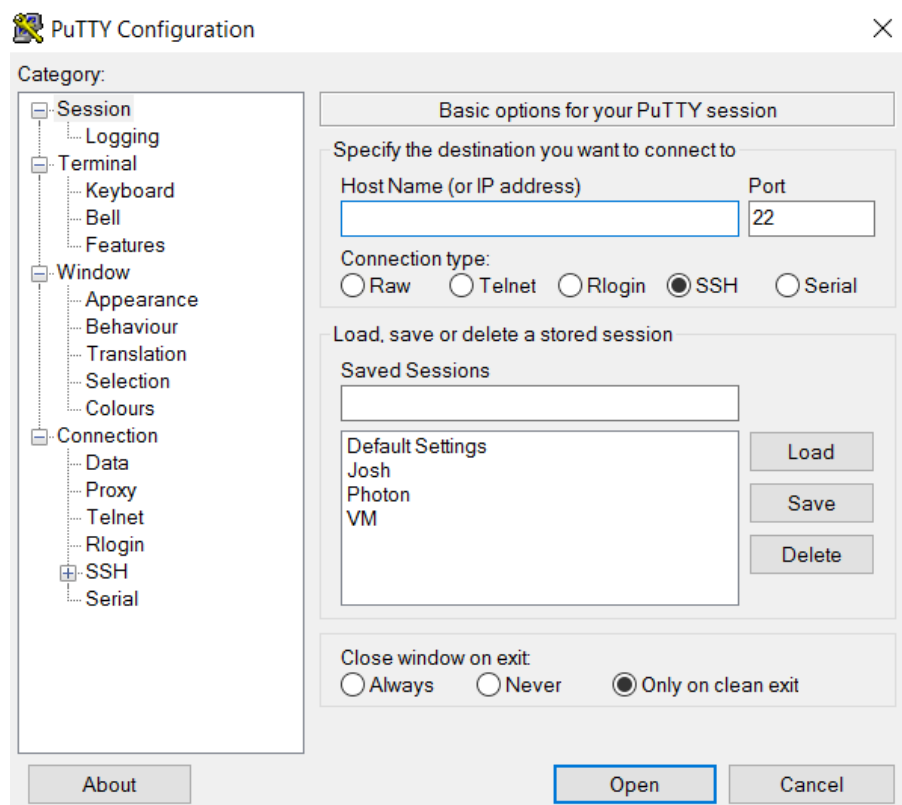 PuTTY Configuration
Category:
Session
Logging
Terminal
Keyboard
Bell
Features
Window
Appearance
Behaviour
Translation
Selection
Colours
Connection
Data
Proxy
Telnet
Rlogin
SSH
Serial
Basic options for your PuTTY session
Specify the destination you want to connect to
Host Name (or IP address) Port
22
Connection type:
Raw Telnet Rlogin SSH Serial
Load, save or delete a stored session
Saved Sessions
Default Settings
Josh
Photon
VM
Load
Save
Delete
Close window on exit:
Always Never Only on clean exit
About Open Cancel